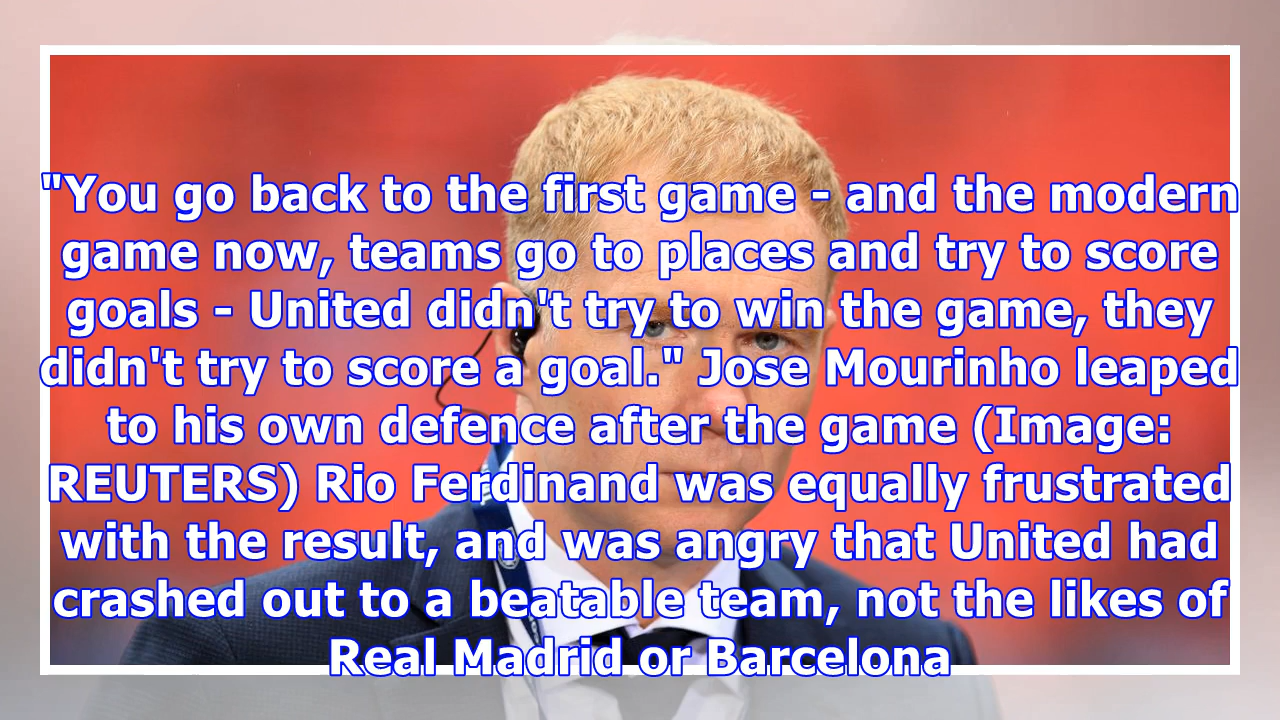 "You go back to the first game - and the modern
game now, teams go to places and try to score
goals - United didn't try to win the game, they
didn't try to score a goal." Jose Mourinho leaped
to his own defence after the game (Image:
REUTERS) Rio Ferdinand was equally frustrated
with the result, and was angry that United had
crashed out to a beatable team, not the likes of
Real Madrid or Barcelona